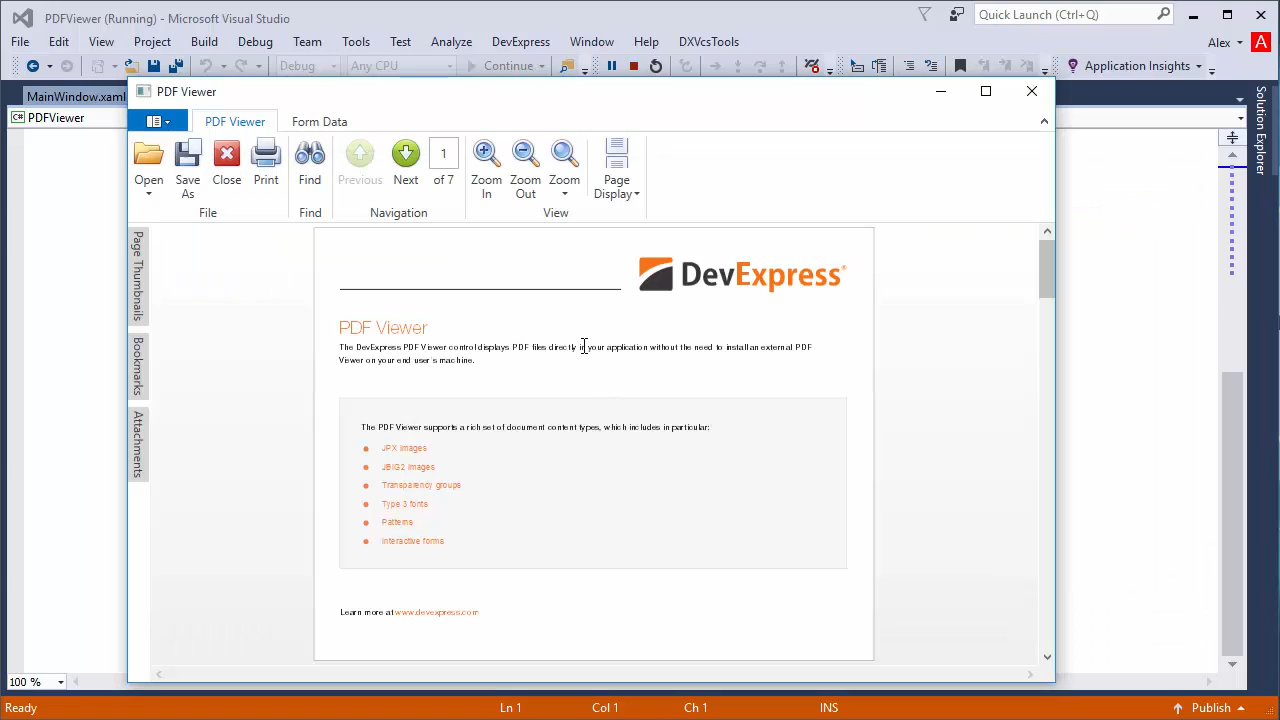 PDFViewer (Running) - Microsoft Visual Studio
Quick Launch (Ctrl+Q)
File Edit View Project Build Debug Team Tools Test Analyze DevExpress Window Help DXVcsTools
Alex A
Debug Any CPU Continue Application Insights
MainWindow.xaml
C# PDFViewer
Solution Explorer
PDF Viewer
PDF Viewer Form Data
Open Save As Close Print Find Previous Next 1 of 7 Zoom In Zoom Out Zoom Page Display
File Find Navigation View
Page Thumbnails
Bookmarks
Attachments
DevExpress®
PDF Viewer
The DevExpress PDF Viewer control displays PDF files directly in your application without the need to install an external PDF
Viewer on your end user's machine.
The PDF Viewer supports a rich set of document content types, which includes in particular:
JPX images
JBIG2 images
Transparency groups
Type 3 fonts
Patterns
Interactive forms
Learn more at www.devexpress.com
100 %
Ready Ln 1 Col 1 Ch 1 INS Publish